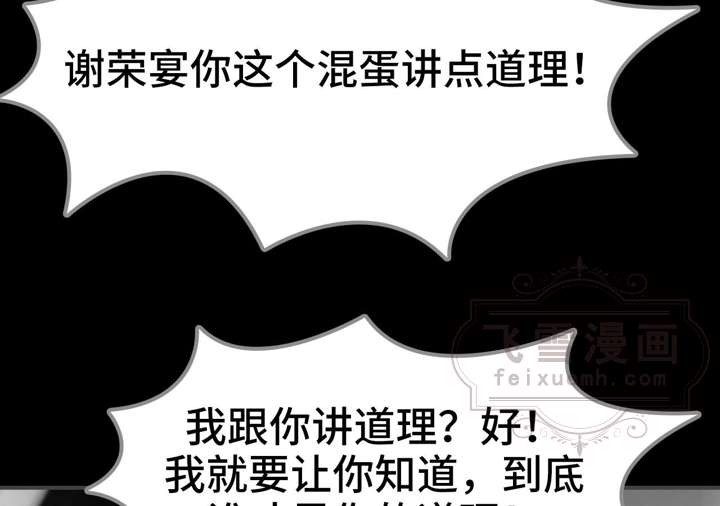 谢荣宴你这个混蛋讲点道理！
飞雪漫画
feixuemh.com
我跟你讲道理？好！
我就要让你知道，到底